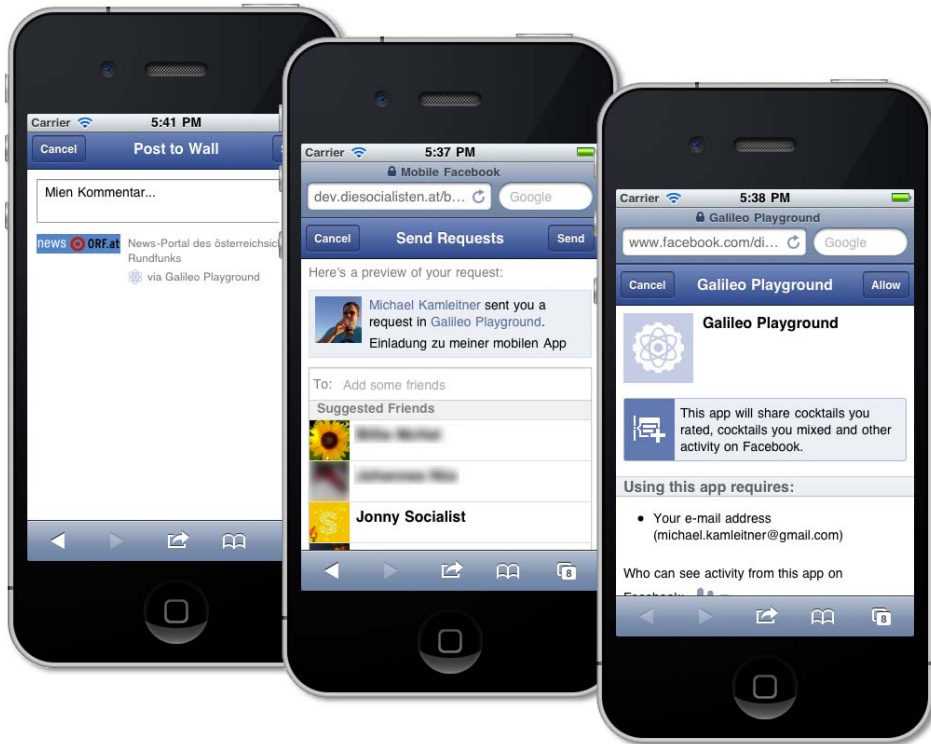 Carrier 5:41 PM
Cancel Post to Wall
Mien Kommentar...
news ORF.at News-Portal des österreichsic
Rundfunks
via Galileo Playground
Carrier 5:37 PM
Mobile Facebook
dev.diesocialisten.at/b... Google
Cancel Send Requests Send
Here's a preview of your request:
Michael Kamleitner sent you a
request in Galileo Playground.
Einladung zu meiner mobilen App
To: Add some friends
Suggested Friends
Jonny Socialist
8
Carrier 5:38 PM
Galileo Playground
www.facebook.com/di... Google
Cancel Galileo Playground Allow
Galileo Playground
This app will share cocktails you
rated, cocktails you mixed and other
activity on Facebook.
Using this app requires:
• Your e-mail address
(michael.kamleitner@gmail.com)
Who can see activity from this app on
Facebook:
8